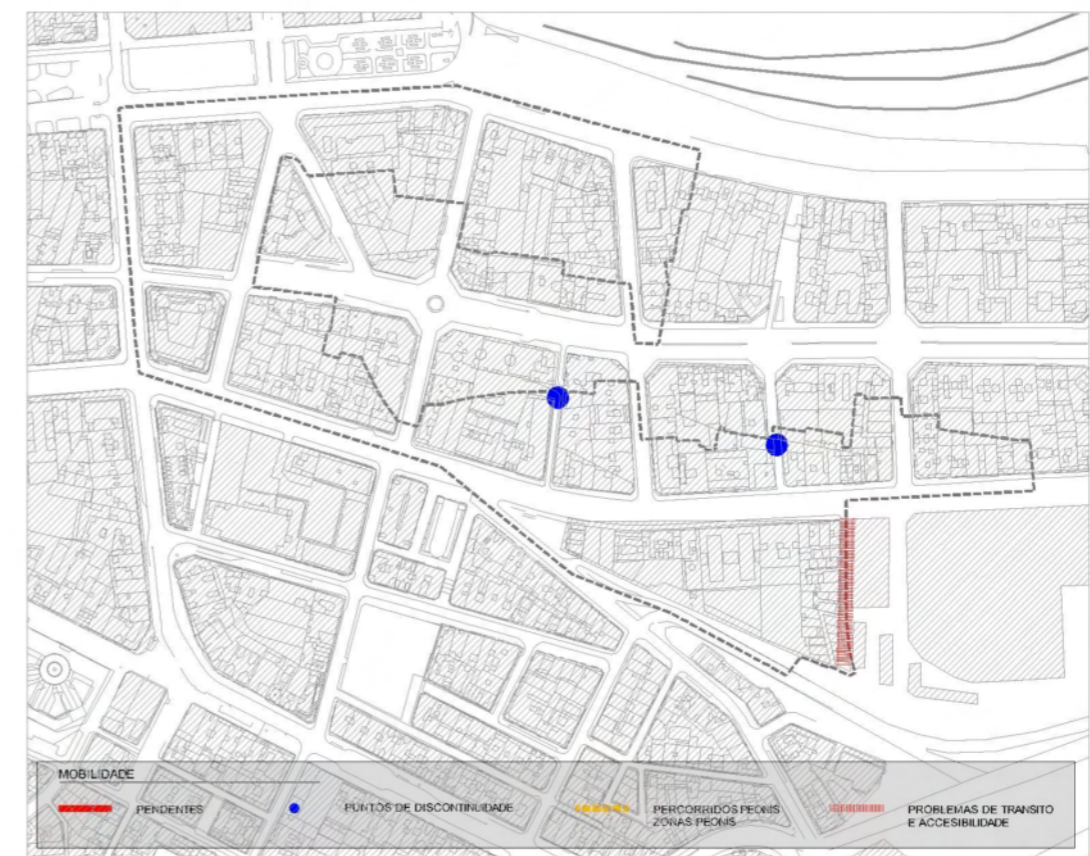 MOBILIDADE
PENDENTES
PUNTOS DE DISCONTINUIDADE
PERCORRIDOS PEONIS
ZONAS PEONIS
PROBLEMAS DE TRANSITO
E ACCESIBILIDADE